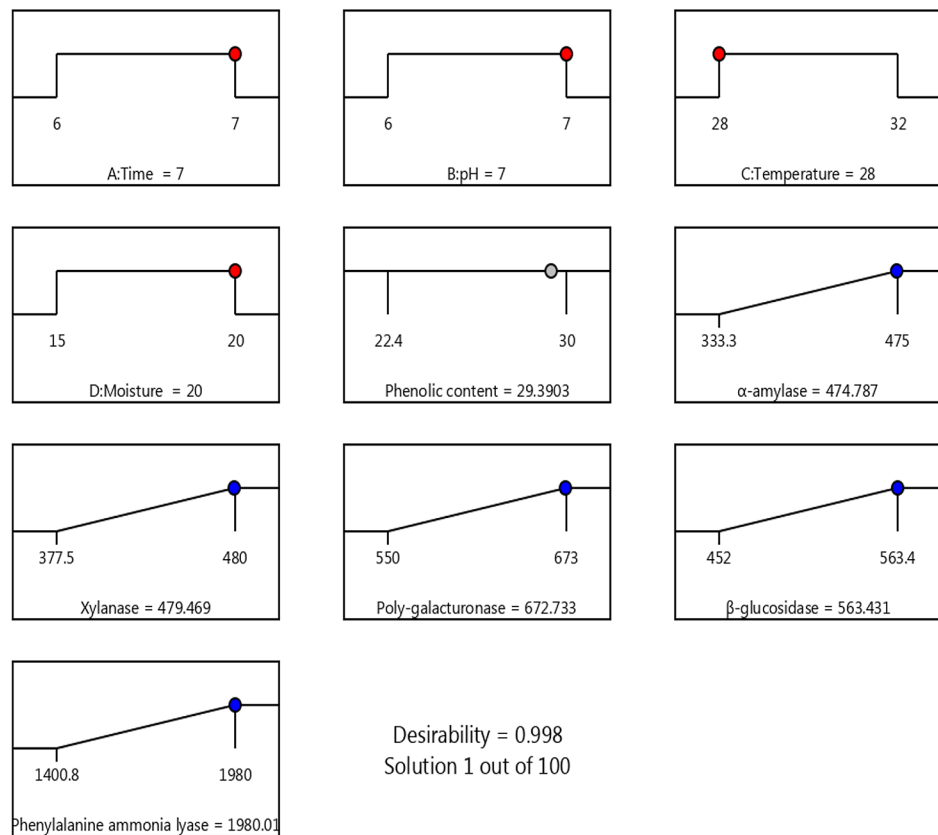 6 7
A:Time = 7
6 7
B:pH = 7
28 32
C:Temperature = 28
15 20
D:Moisture = 20
22.4 30
Phenolic content = 29.3903
333.3 475
α-amylase = 474.787
377.5 480
Xylanase = 479.469
550 673
Poly-galacturonase = 672.733
452 563.4
β-glucosidase = 563.431
1400.8 1980
Phenylalanine ammonia lyase = 1980.01
Desirability = 0.998
Solution 1 out of 100